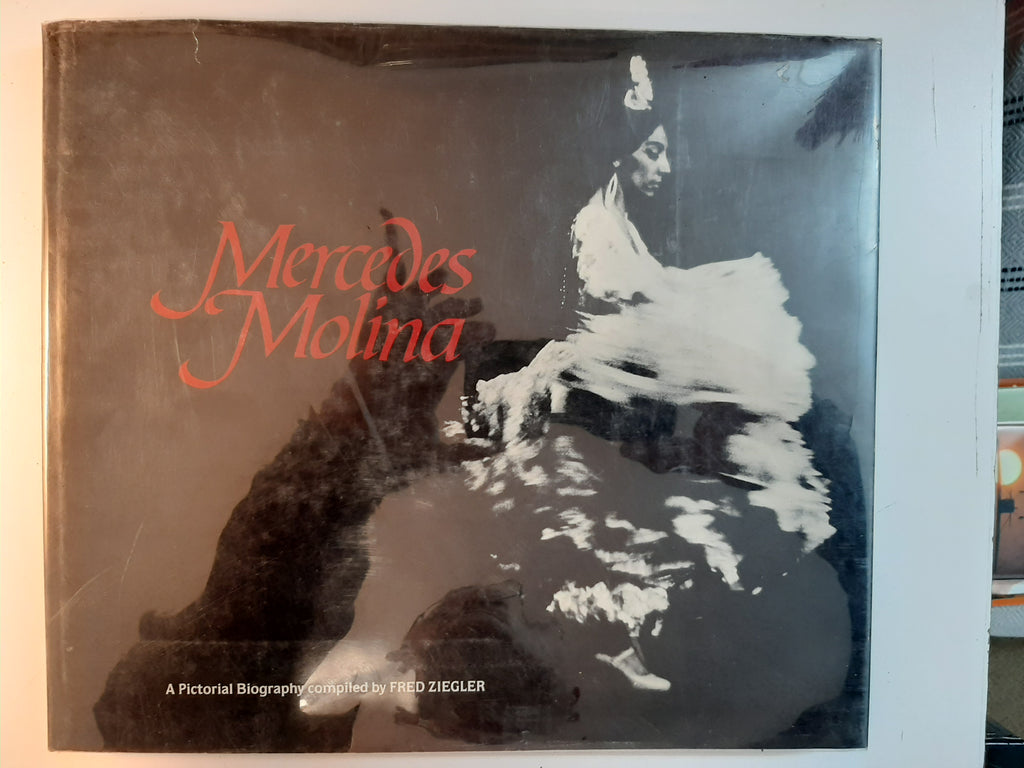 Mercedes
Molina
A Pictorial Biography compiled by FRED ZIEGLER